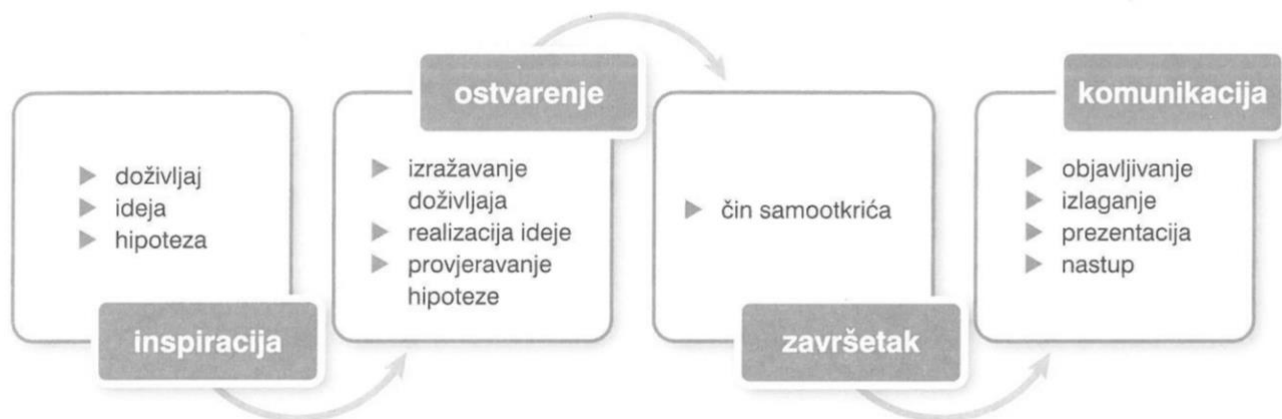 doživljaj
ideja
hipoteza
inspiracija
ostvarenje
izražavanje
doživljaja
realizacija ideje
provjeravanje
hipoteze
čin samootkrića
završetak
komunikacija
objavljivanje
izlaganje
prezentacija
nastup